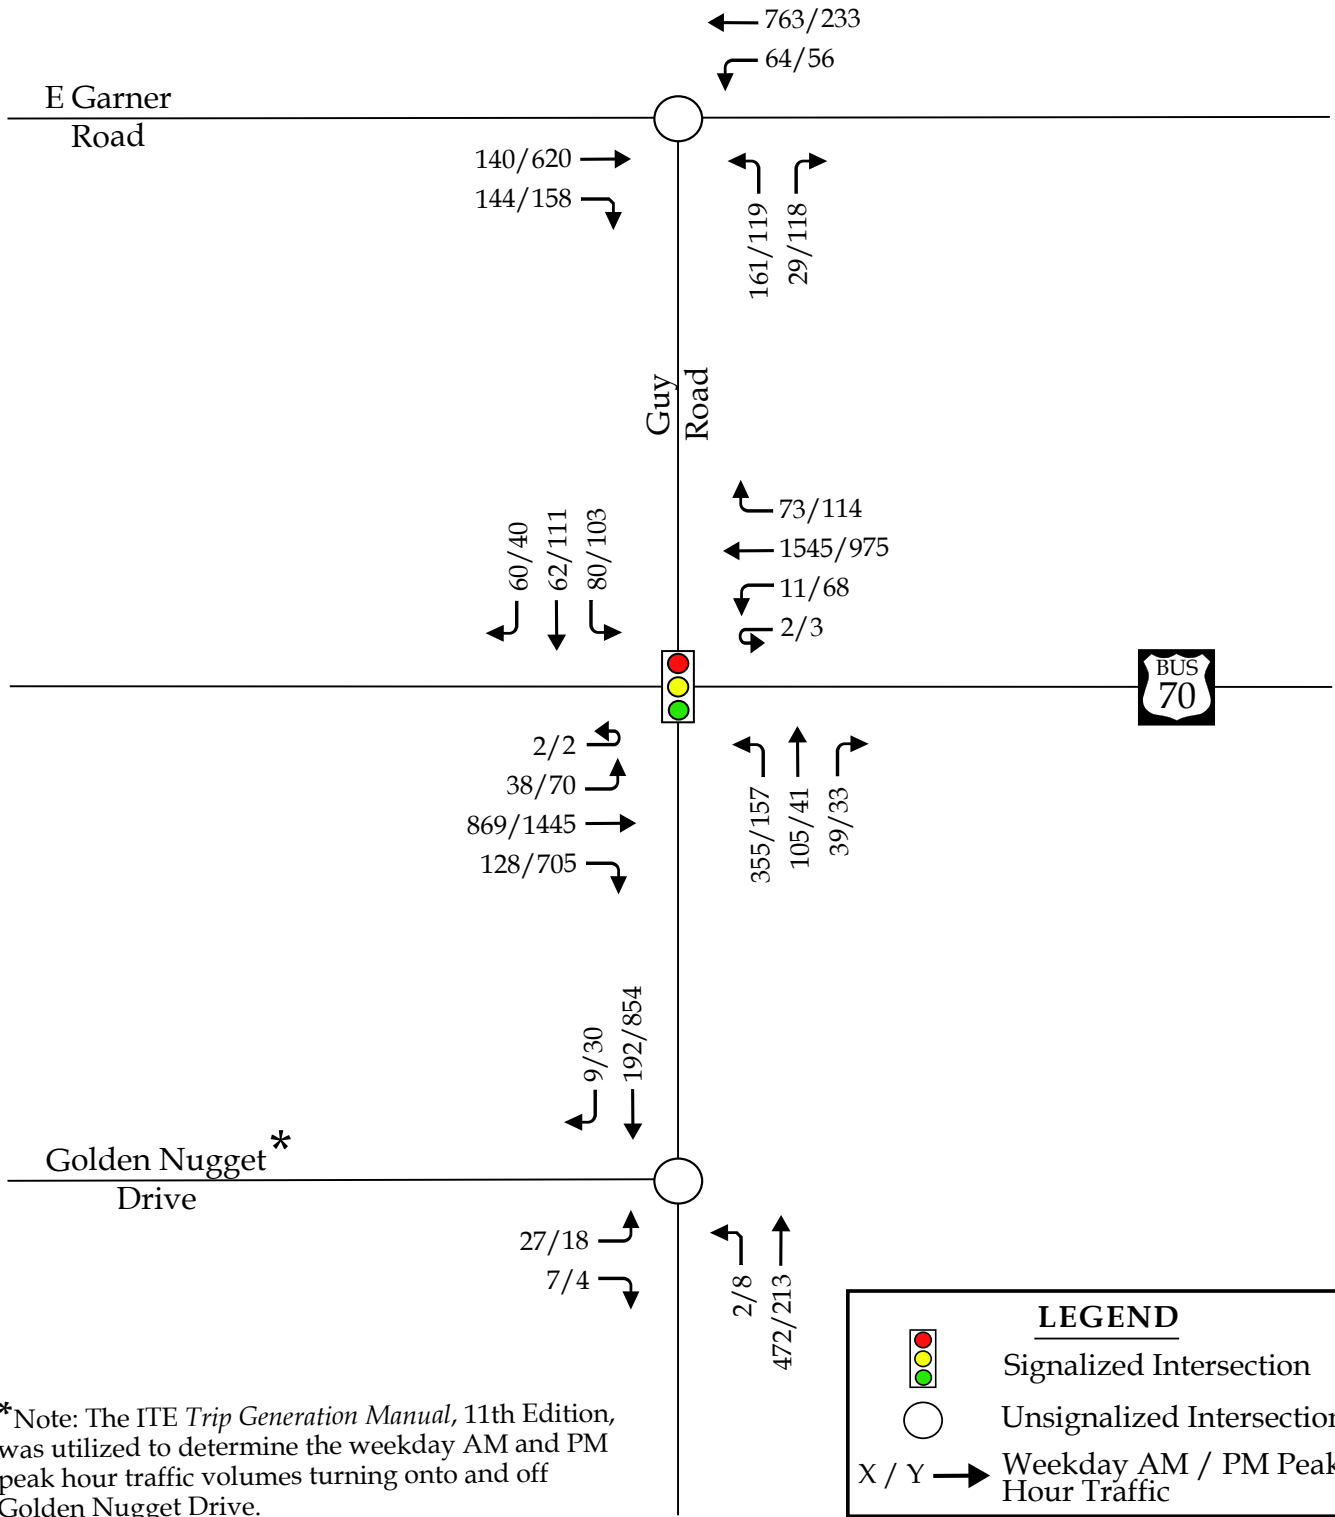 763/233
64/56
E Garner
Road
140/620
144/158
161/119
29/118
Guy
Road
60/40
62/111
80/103
73/114
1545/975
11/68
2/3
BUS
70
2/2
38/70
869/1445
128/705
355/157
105/41
39/33
9/30
192/854
Golden Nugget*
Drive
27/18
7/4
2/8
472/213
LEGEND
Signalized Intersection
Unsignalized Intersection
X / Y Weekday AM / PM Peak
Hour Traffic
*Note: The ITE Trip Generation Manual, 11th Edition,
was utilized to determine the weekday AM and PM
peak hour traffic volumes turning onto and off
Golden Nugget Drive.